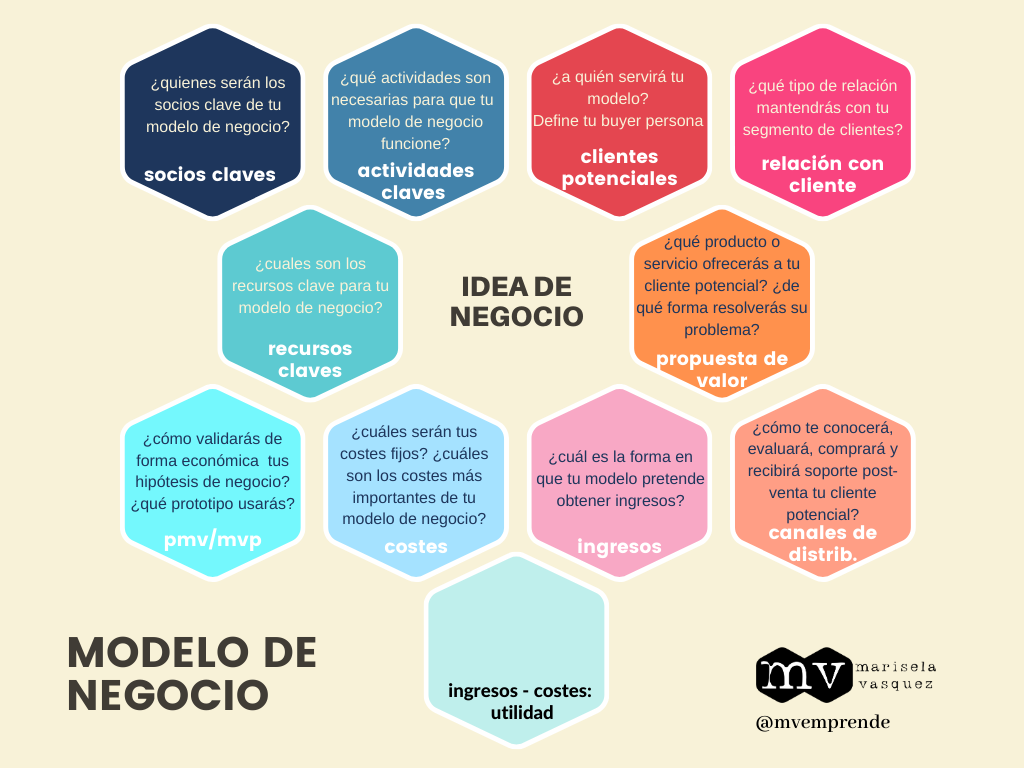 ¿quienes serán los
socios clave de tu
modelo de negocio?
socios claves
¿qué actividades son
necesarias para que tu
modelo de negocio
funcione?
actividades
claves
¿a quién servirá tu
modelo?
Define tu buyer persona
clientes
potenciales
¿qué tipo de relación
mantendrás con tu
segmento de clientes?
relación con
cliente
¿cuales son los
recursos clave para tu
modelo de negocio?
recursos
claves
IDEA DE
NEGOCIO
¿qué producto o
servicio ofrecerás a tu
cliente potencial? ¿de
qué forma resolverás su
problema?
propuesta de
valor
¿cómo validarás de
forma económica  tus
hipótesis de negocio?
¿qué prototipo usarás?
pmv/mvp
¿cuáles serán tus
costes fijos? ¿cuáles
son los costes más
importantes de tu
modelo de negocio?
costes
¿cuál es la forma en
que tu modelo pretende
obtener ingresos?
ingresos
¿cómo te conocerá,
evaluará, comprará y
recibirá soporte post-
venta tu cliente
potencial?
canales de
distrib.
ingresos - costes:
utilidad
MODELO DE
NEGOCIO
mv
marisela
vasquez
@mvemprende